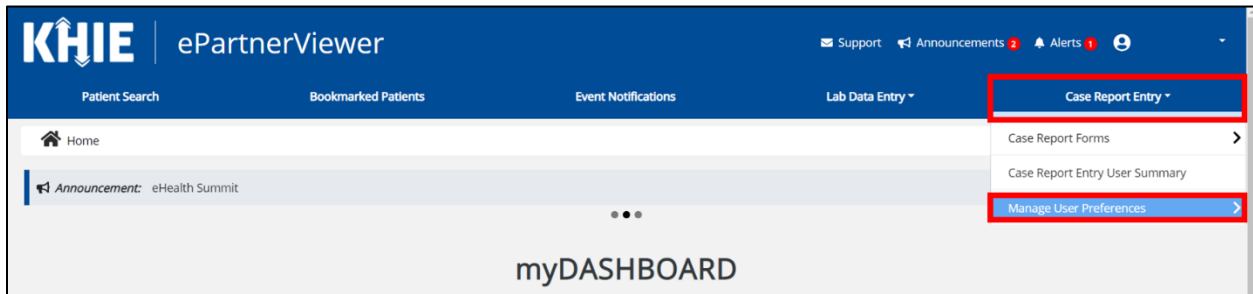 KHIE ePartnerViewer
Support Announcements 2 Alerts 1
Patient Search Bookmarked Patients Event Notifications Lab Data Entry Case Report Entry
Home
Case Report Forms
Case Report Entry User Summary
Announcement: eHealth Summit
Manage User Preferences
myDASHBOARD